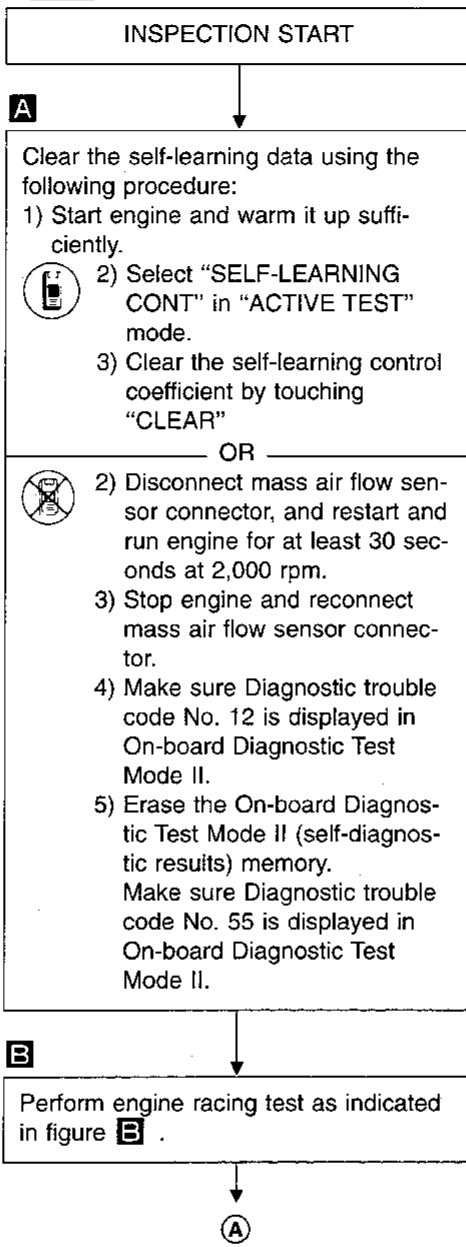 INSPECTION START
A
Clear the self-learning data using the
following procedure:
1) Start engine and warm it up suffi-
ciently.
2) Select “SELF-LEARNING
CONT” in “ACTIVE TEST”
mode.
3) Clear the self-learning control
coefficient by touching
“CLEAR”
OR
2) Disconnect mass air flow sen-
sor connector, and restart and
run engine for at least 30 sec-
onds at 2,000 rpm.
3) Stop engine and reconnect
mass air flow sensor connec-
tor.
4) Make sure Diagnostic trouble
code No. 12 is displayed in
On-board Diagnostic Test
Mode II.
5) Erase the On-board Diagnos-
tic Test Mode II (self-diagnos-
tic results) memory.
Make sure Diagnostic trouble
code No. 55 is displayed in
On-board Diagnostic Test
Mode II.
B
Perform engine racing test as indicated
in figure B .
A